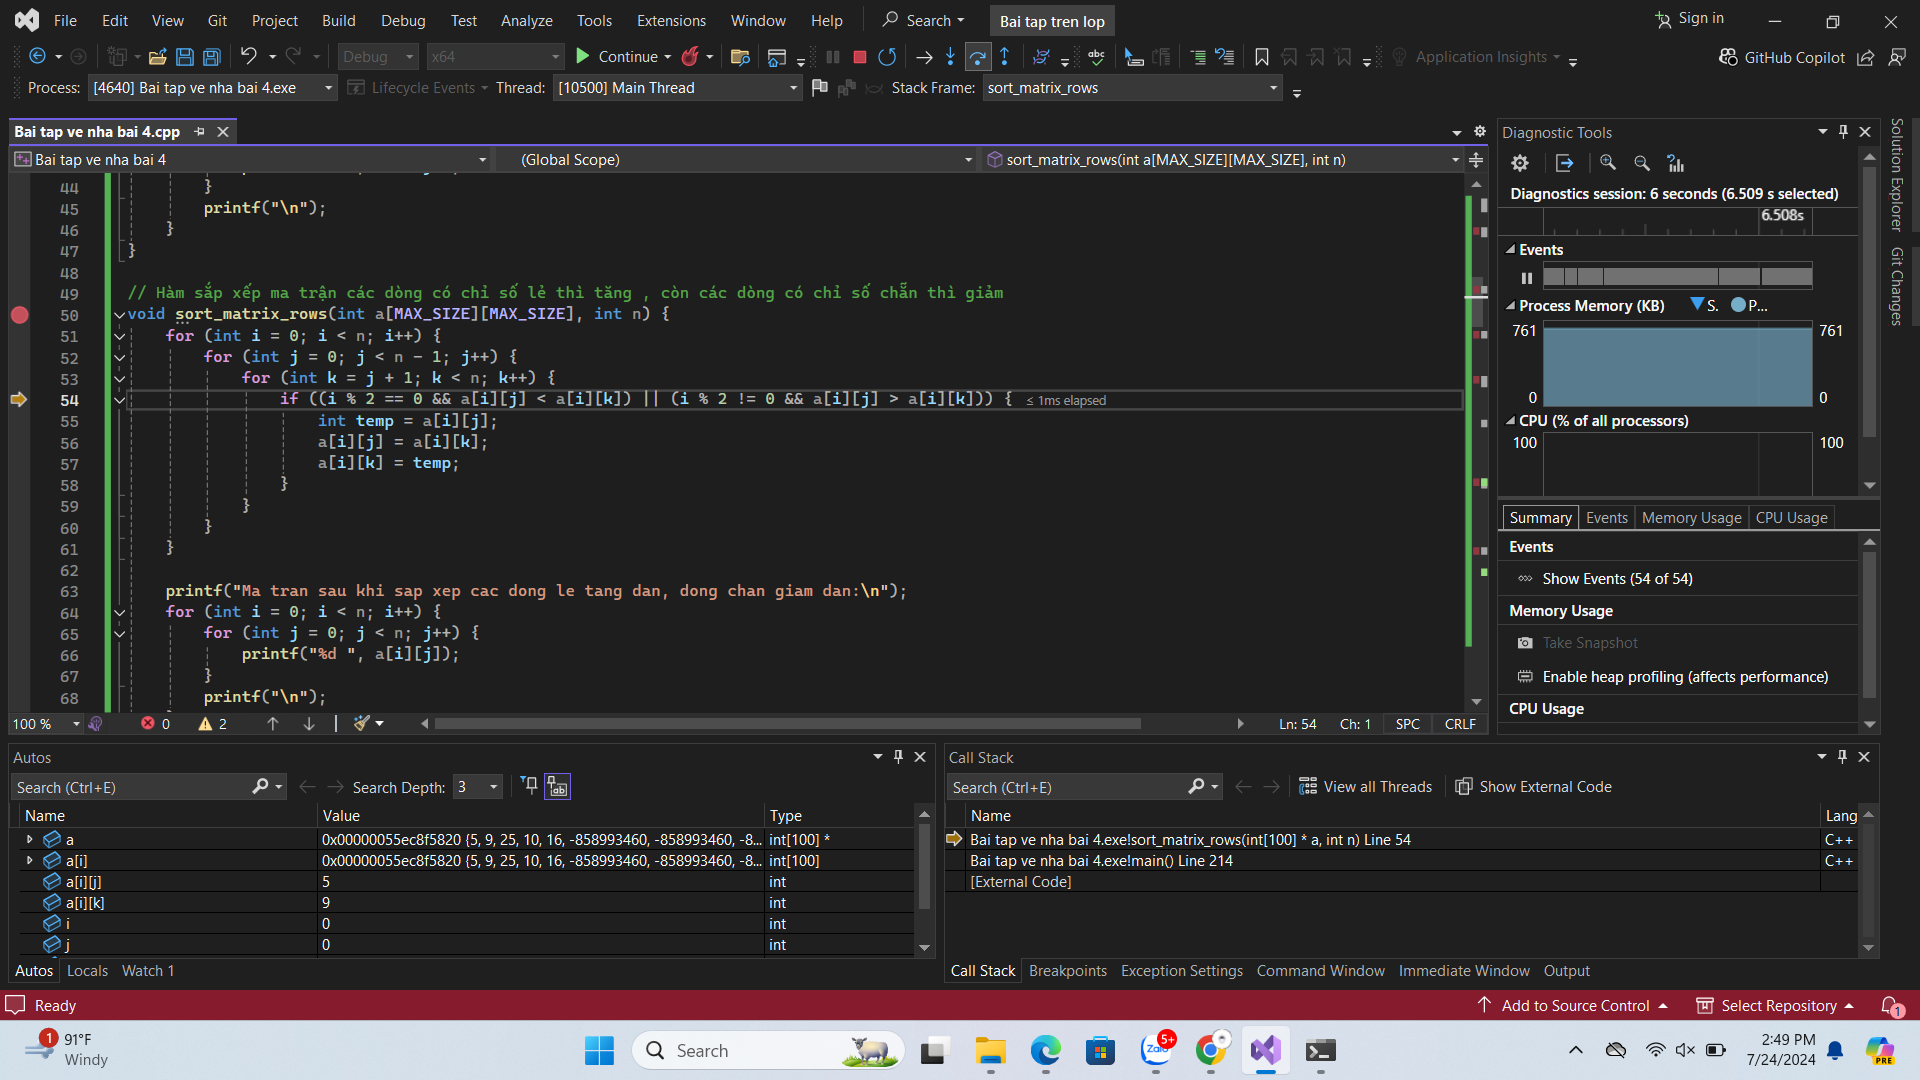 File Edit View Git Project Build Debug Test Analyze Tools Extensions Window Help Search Bai tap tren lop Sign in
Debug x64 Continue Application Insights GitHub Copilot
Process: [4640] Bai tap ve nha bai 4.exe Lifecycle Events Thread: [10500] Main Thread Stack Frame: sort_matrix_rows
Bai tap ve nha bai 4.cpp
Bai tap ve nha bai 4 (Global Scope) sort_matrix_rows(int a[MAX_SIZE][MAX_SIZE], int n)
44 }
45 printf("\n");
46 }
47 }
48
49 // Hàm sắp xếp ma trận các dòng có chỉ số lẻ thì tăng , còn các dòng có chỉ số chẵn thì giảm
50 void sort_matrix_rows(int a[MAX_SIZE][MAX_SIZE], int n) {
51 for (int i = 0; i < n; i++) {
52 for (int j = 0; j < n - 1; j++) {
53 for (int k = j + 1; k < n; k++) {
54 if ((i % 2 == 0 && a[i][j] < a[i][k]) || (i % 2 != 0 && a[i][j] > a[i][k])) { ≤ 1ms elapsed
55 int temp = a[i][j];
56 a[i][j] = a[i][k];
57 a[i][k] = temp;
58 }
59 }
60 }
61 }
62
63 printf("Ma tran sau khi sap xep cac dong le tang dan, dong chan giam dan:\n");
64 for (int i = 0; i < n; i++) {
65 for (int j = 0; j < n; j++) {
66 printf("%d ", a[i][j]);
67 }
68 printf("\n");
100 % 0 2 Ln: 54 Ch: 1 SPC CRLF
Diagnostic Tools
Diagnostics session: 6 seconds (6.509 s selected)
6.508s
Events
Process Memory (KB) S. P...
761 761
0 0
CPU (% of all processors)
100 100
Summary Events Memory Usage CPU Usage
Events
Show Events (54 of 54)
Memory Usage
Take Snapshot
Enable heap profiling (affects performance)
CPU Usage
Solution Explorer
Git Changes
Autos
Search (Ctrl+E) Search Depth: 3
Name Value Type
a 0x00000055ec8f5820 {5, 9, 25, 10, 16, -858993460, -858993460, -8... int[100] *
a[i] 0x00000055ec8f5820 {5, 9, 25, 10, 16, -858993460, -858993460, -8... int[100]
a[i][j] 5 int
a[i][k] 9 int
i 0 int
j 0 int
Autos Locals Watch 1
Call Stack
Search (Ctrl+E) View all Threads Show External Code
Name Lang
Bai tap ve nha bai 4.exe!sort_matrix_rows(int[100] * a, int n) Line 54 C++
Bai tap ve nha bai 4.exe!main() Line 214 C++
[External Code]
Call Stack Breakpoints Exception Settings Command Window Immediate Window Output
Ready Add to Source Control Select Repository 1
1 91°F
Windy
Search
Zalo 5+
2:49 PM
7/24/2024
PRE